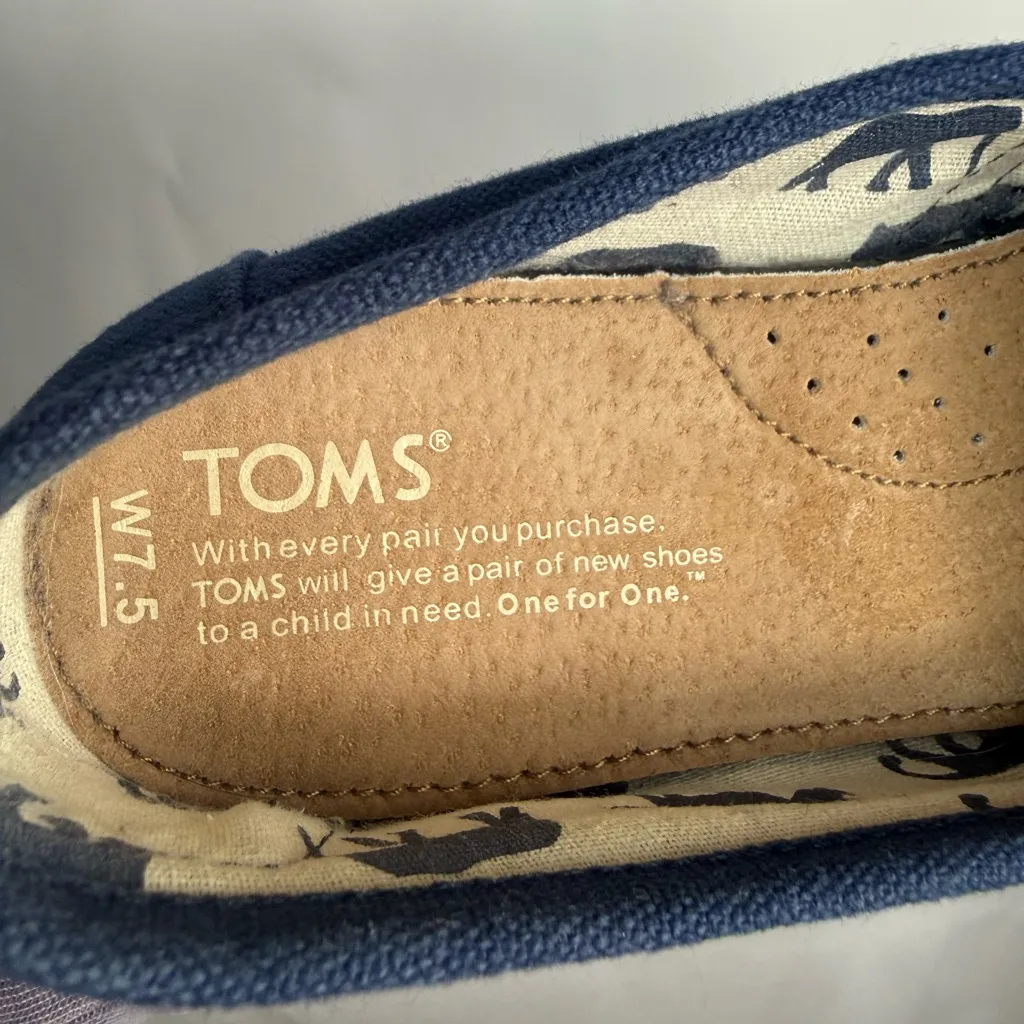 TOMS®
With every pair you purchase,
TOMS will give a pair of new shoes
to a child in need. One for One.™
W7.5